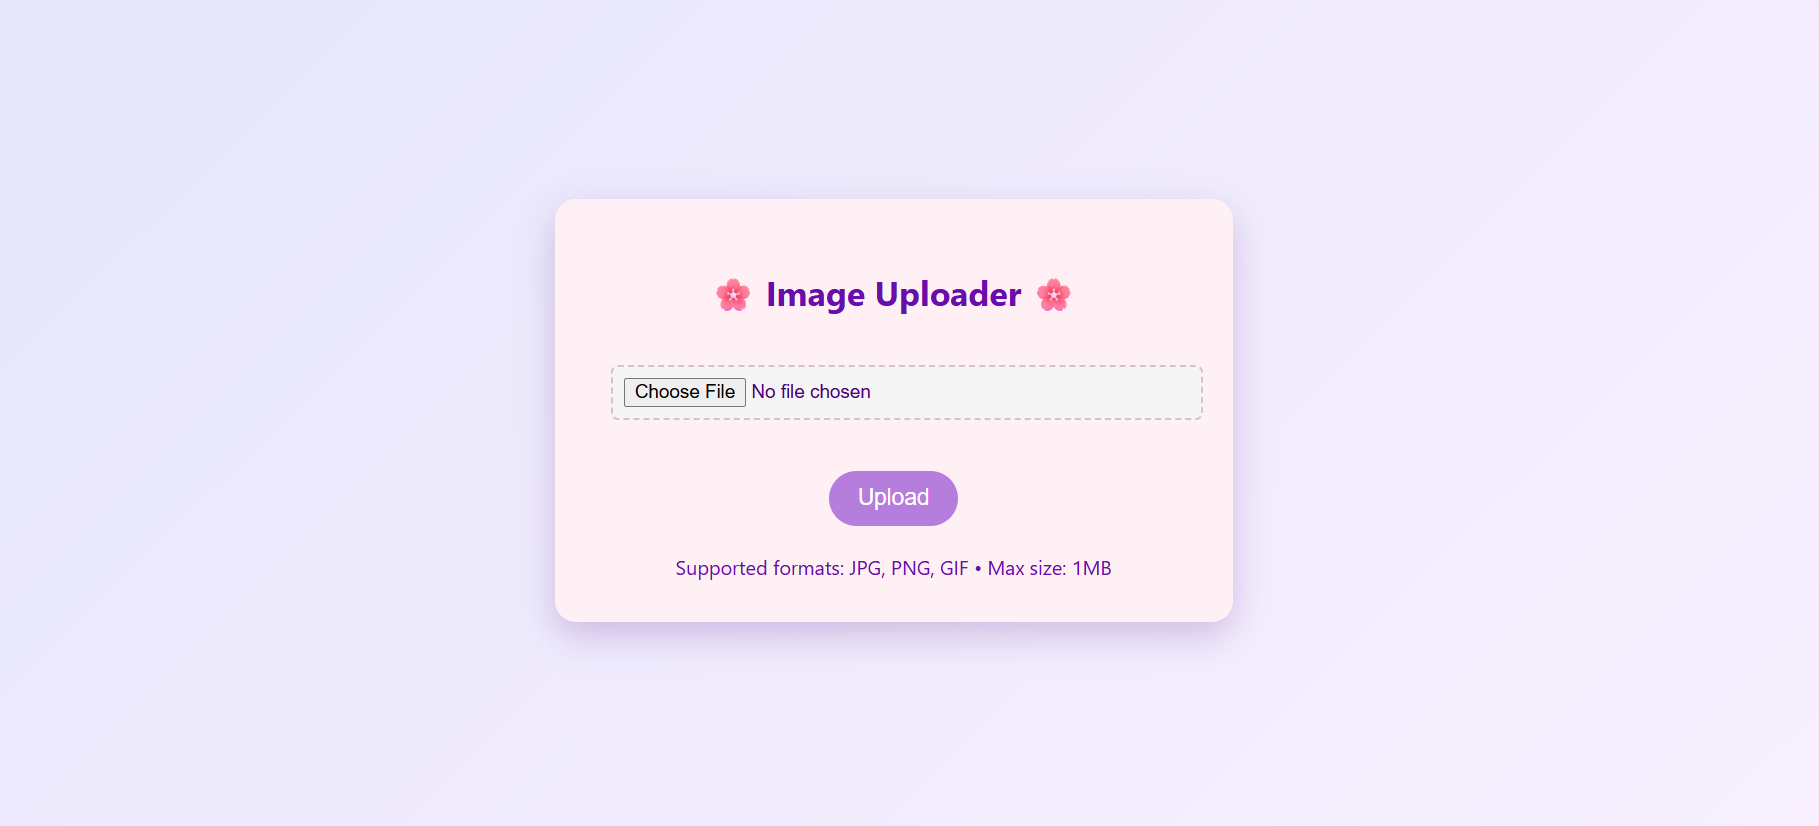 🌸 Image Uploader 🌸
Choose File No file chosen
Upload
Supported formats: JPG, PNG, GIF • Max size: 1MB